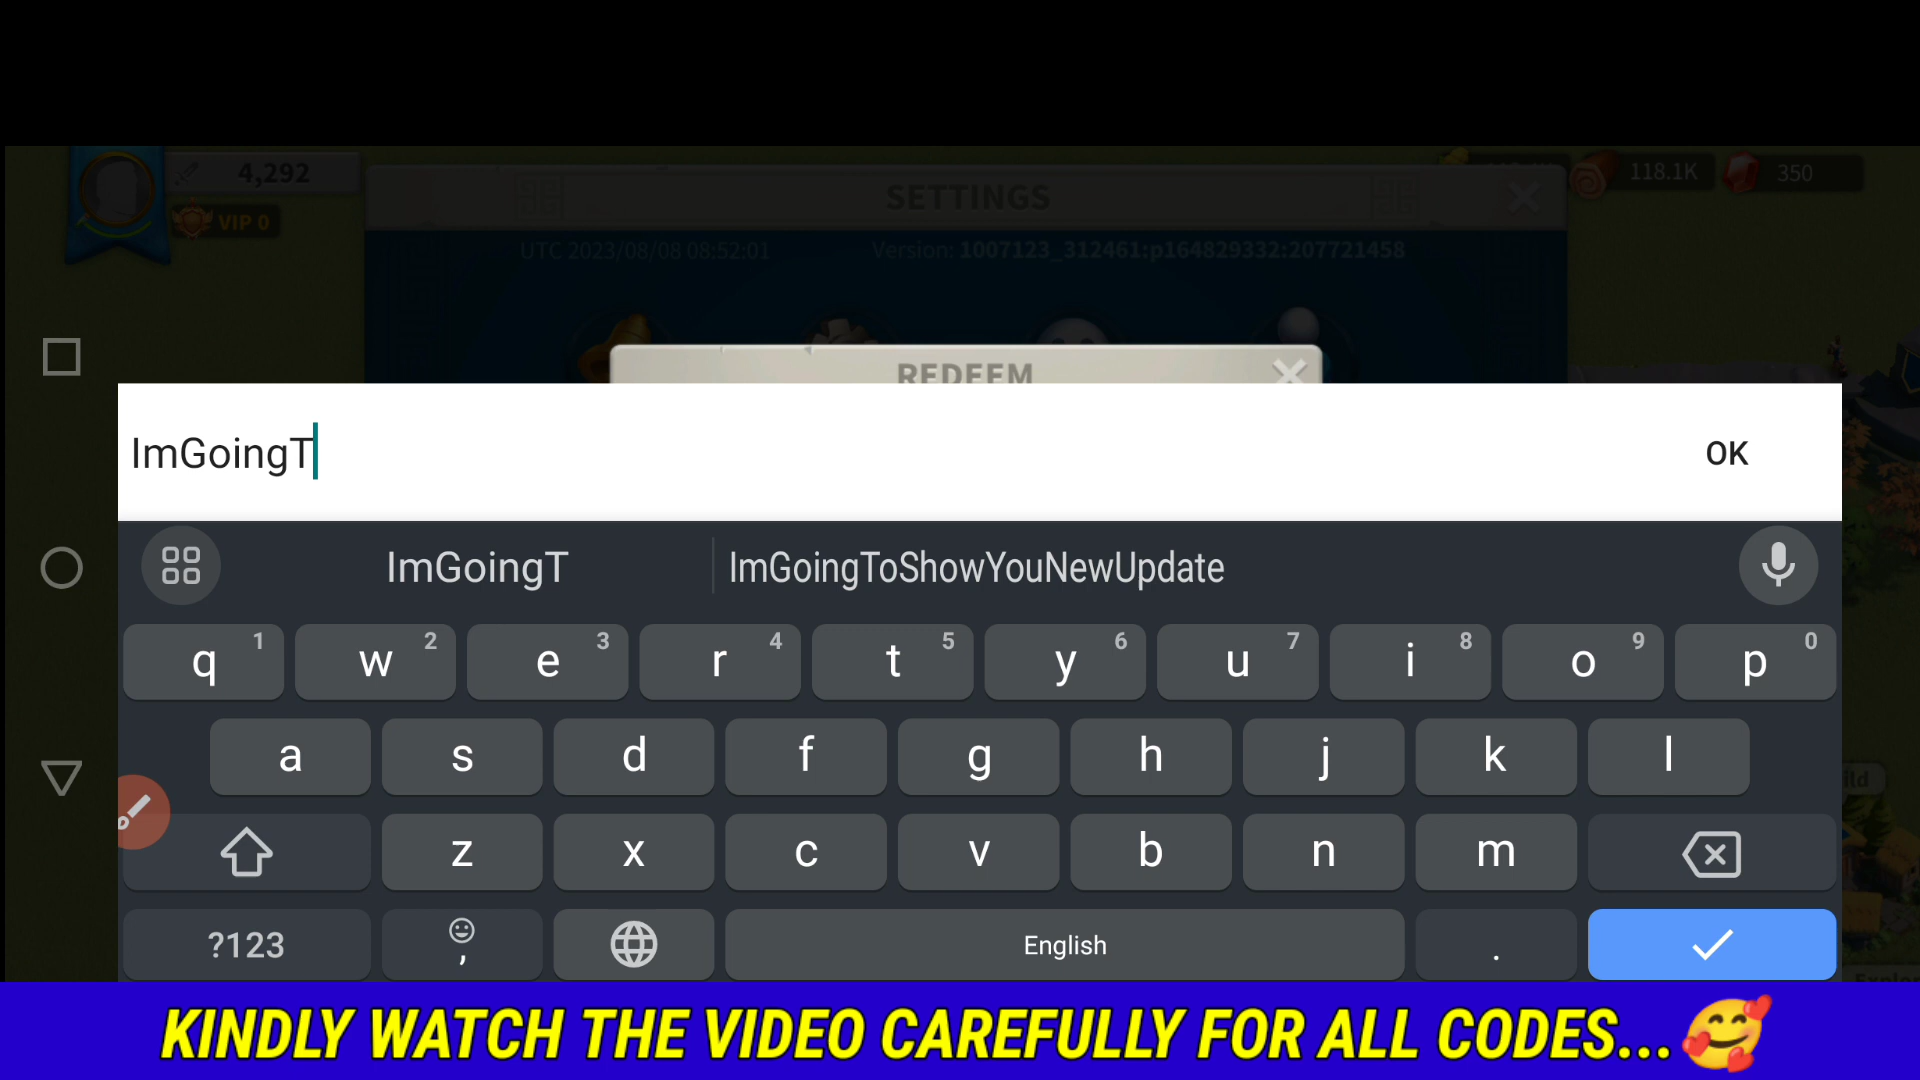 4,292
118.1K
350
SETTINGS
VIP 0
UTC 2023/08/08 08:52:01
Version: 1007123_312461:p164829332:207721458
REDEEM
ImGoingT
OK
ImGoingT
ImGoingToShowYouNewUpdate
q 1 w 2 e 3 r 4 t 5 y 6 u 7 i 8 o 9 p 0
a s d f g h j k l
z x c v b n m
?123
,
English
.
KINDLY WATCH THE VIDEO CAREFULLY FOR ALL CODES...🥰